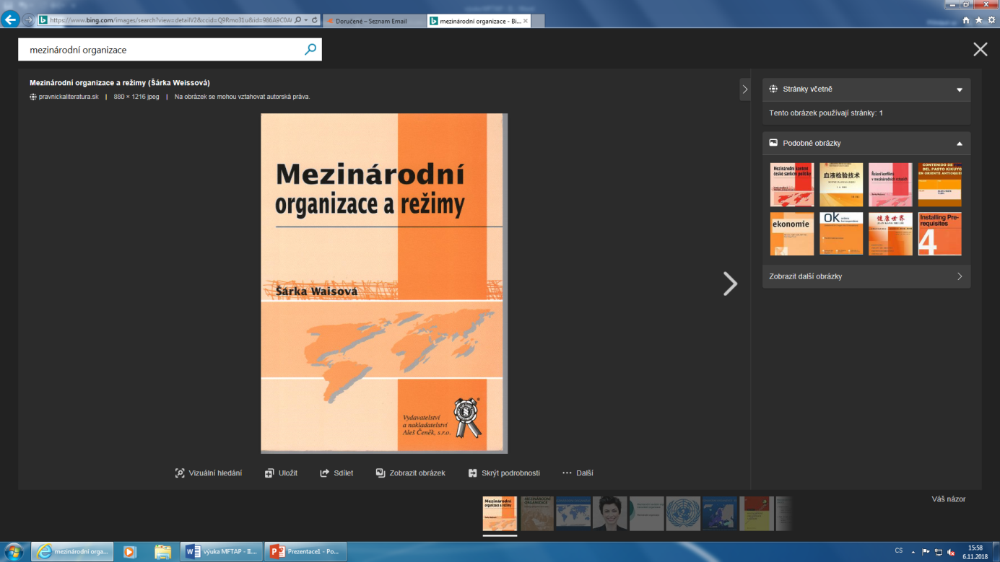 https://www.bing.com/images/search?view=detailV2&ccid=Q9Rmo31u&id=986A9C0A
Doručené – Seznam Email
mezinárodní organizace - Bi...
mezinárodní organizace
Mezinárodní organizace a režimy (Šárka Weissová)
pravnickaliteratura.sk | 880 × 1216 jpeg | Na obrázek se mohou vztahovat autorská práva.
Mezinárodní
organizace a režimy
Šárka Waisová
Vydavatelství
a nakladatelství
Aleš Čeněk, s.r.o.
Stránky včetně
Tento obrázek používají stránky: 1
Podobné obrázky
Mezinárodní kontext
české sankční politiky
血液检验技术
Řešení konfliktů
v mezinárodních vztazích
CONTENIDO DE
DEL PASTO KIKUYO
EN ORIENTE ANTIOQUE
ekonomie
OK
健康世界
Installing Pre-
requisites
4
Zobrazit další obrázky
Vizuální hledání
Uložit
Sdílet
Zobrazit obrázek
Skrýt podrobnosti
Další
Mezinárodní
organizace a režimy
Váš názor
mezinárodní orga...
výuka MFTAP - II....
Prezentace1 - Po...
CS
15:58
6.11.2018